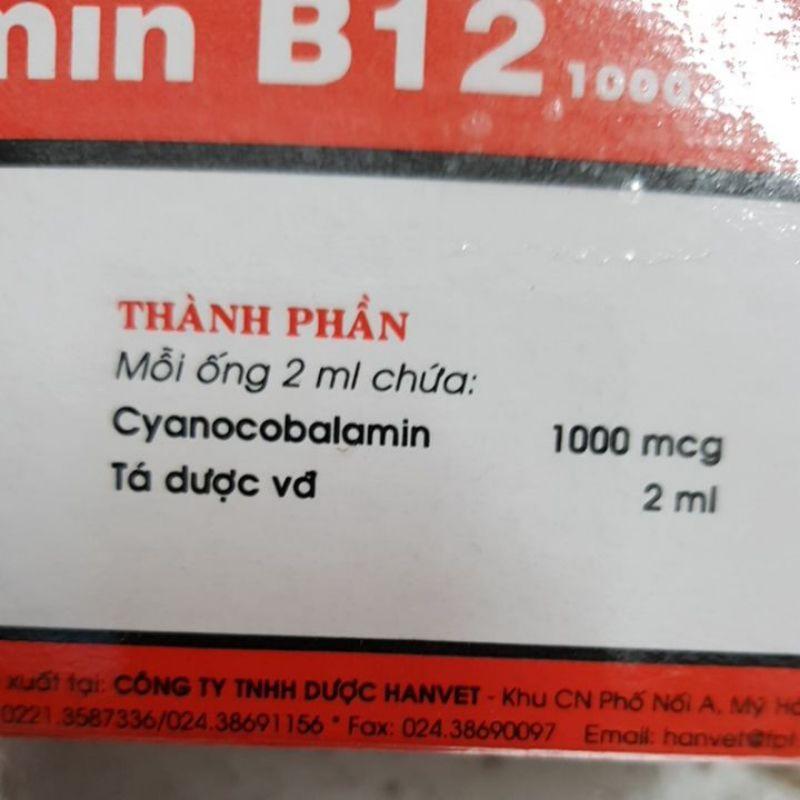 min B12 1000
THÀNH PHẦN
Mỗi ống 2 ml chứa:
Cyanocobalamin 1000 mcg
Tá dược vđ 2 ml
xuất tại: CÔNG TY TNHH DƯỢC HANVET - Khu CN Phố Nối A, Mỹ
0221.3587336/024.38691156 * Fax: 024.38690097 Email: hanvet@fpt